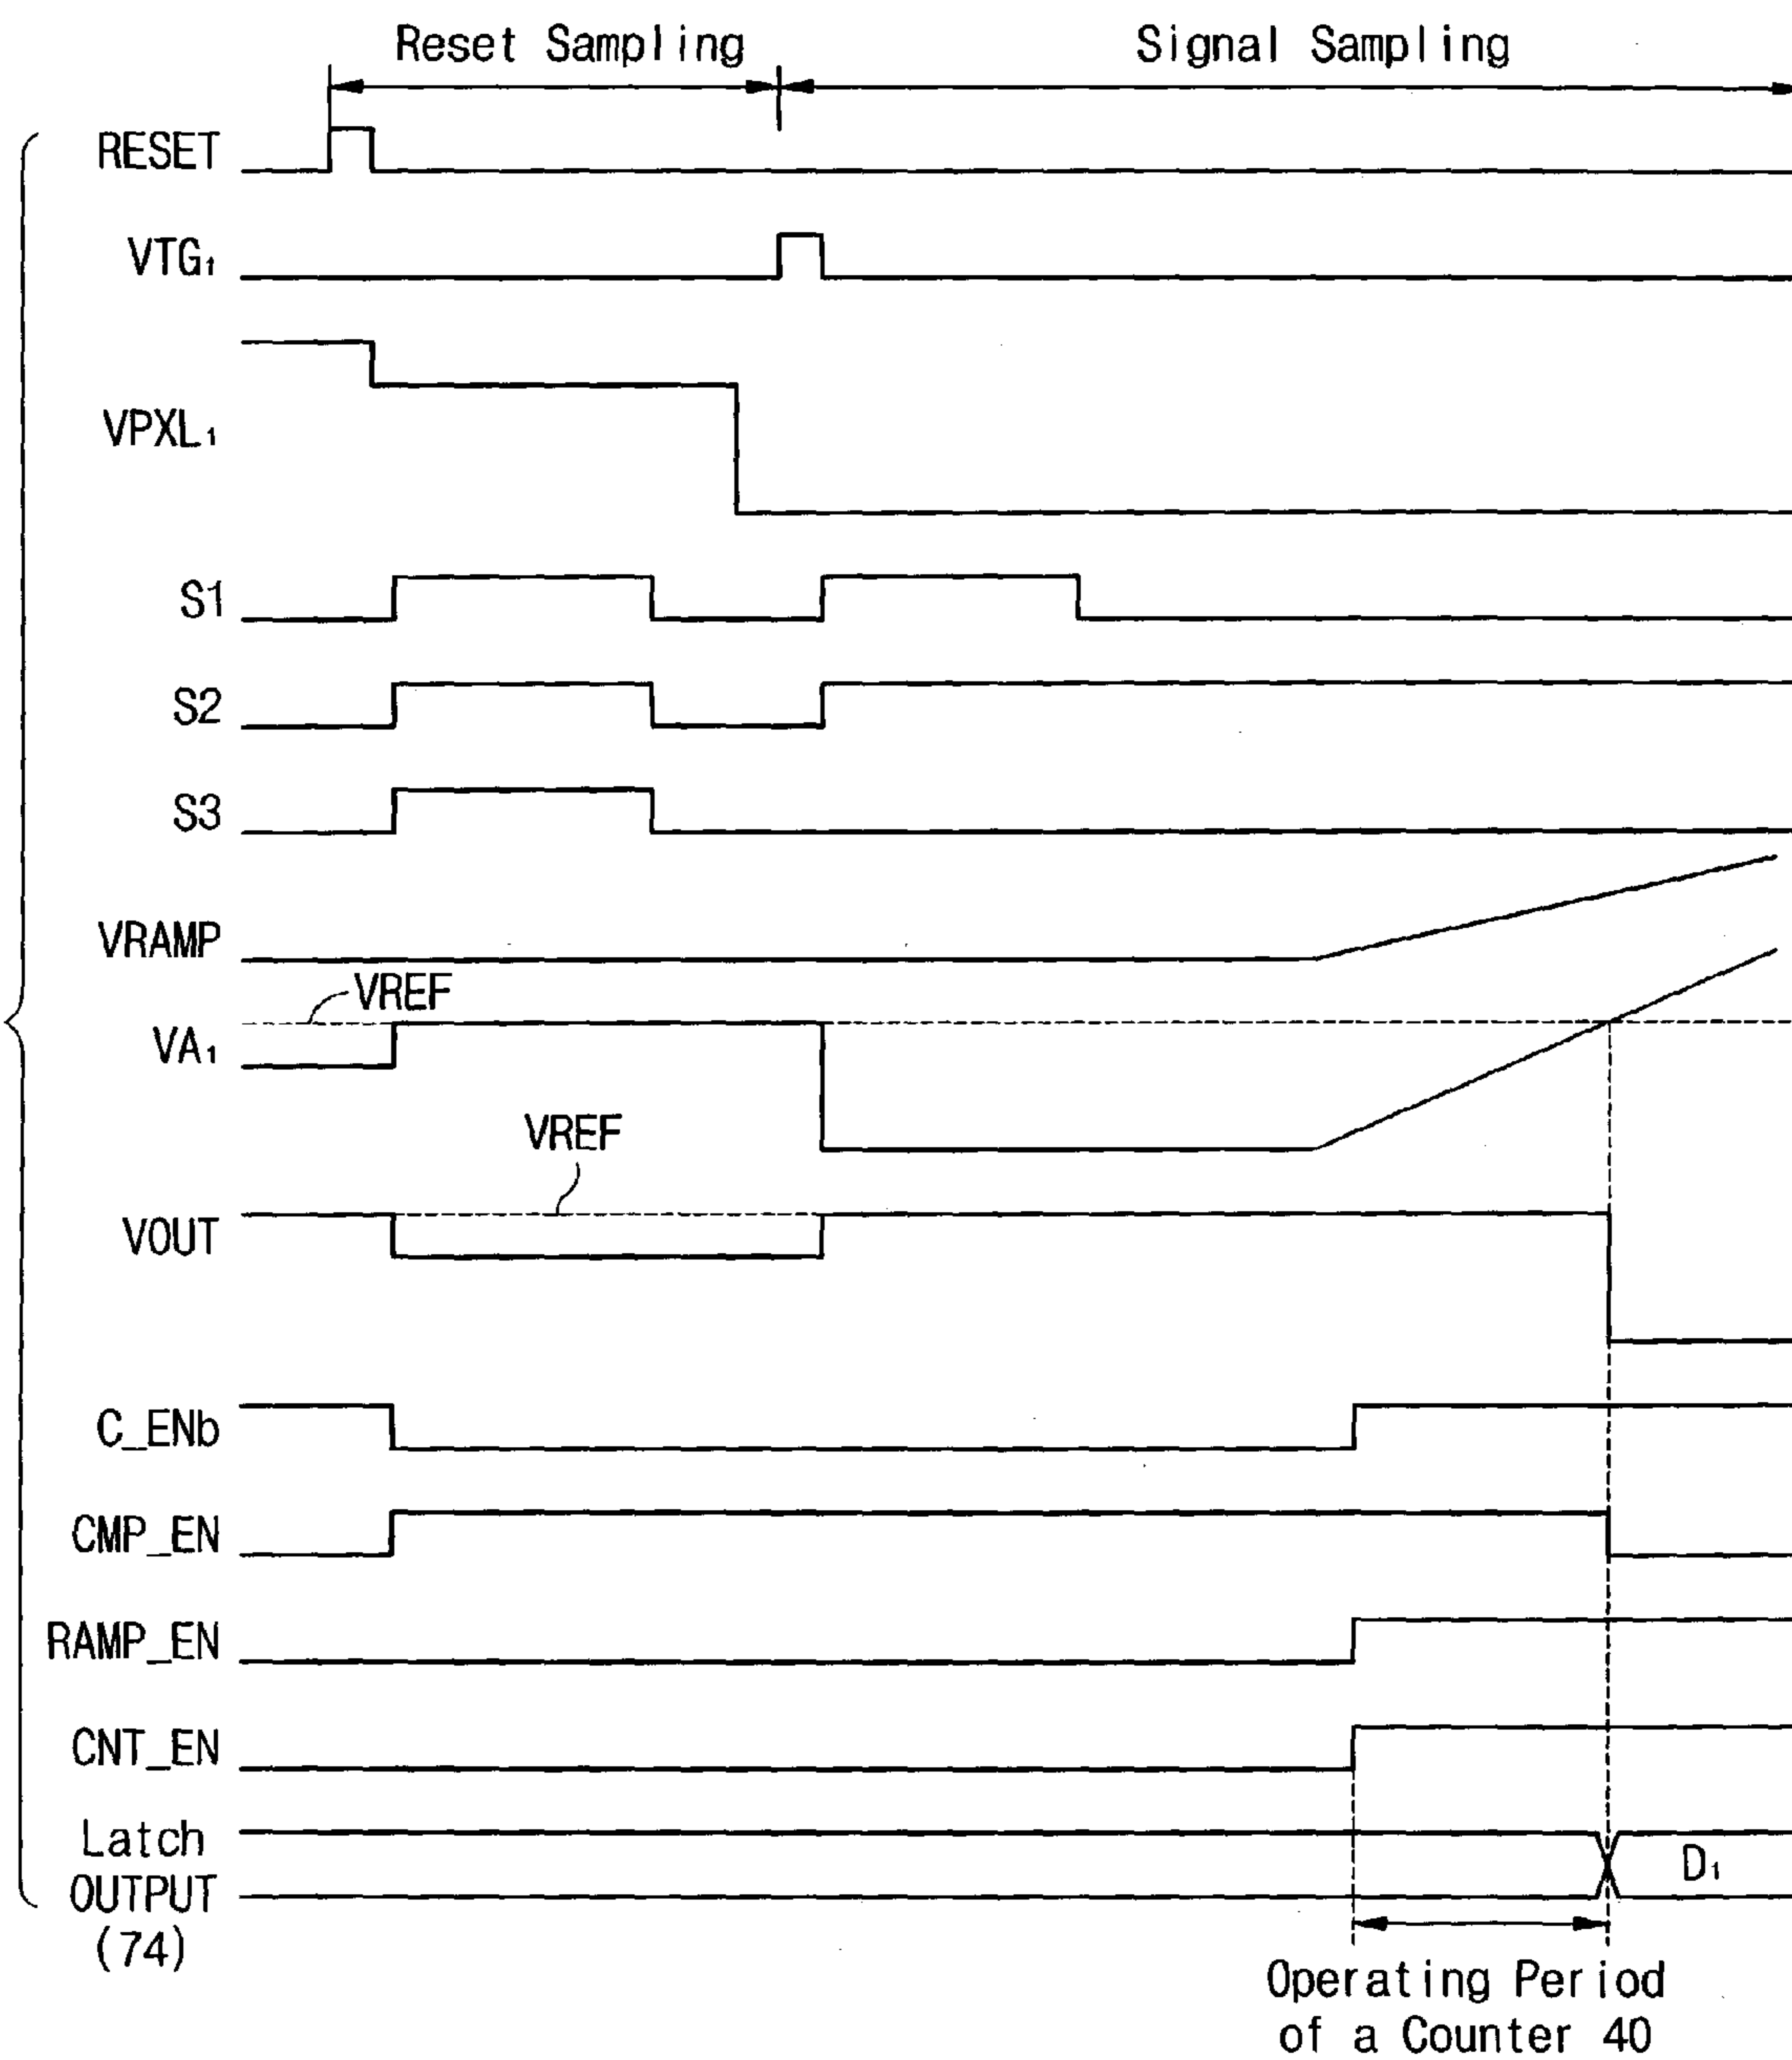 Reset Sampling
Signal Sampling
RESET
VTG₁
VPXL₁
S1
S2
S3
VRAMP
VREF
VA₁
VREF
VOUT
C_ENb
CMP_EN
RAMP_EN
CNT_EN
Latch
OUTPUT
(74)
D₁
Operating Period
of a Counter 40